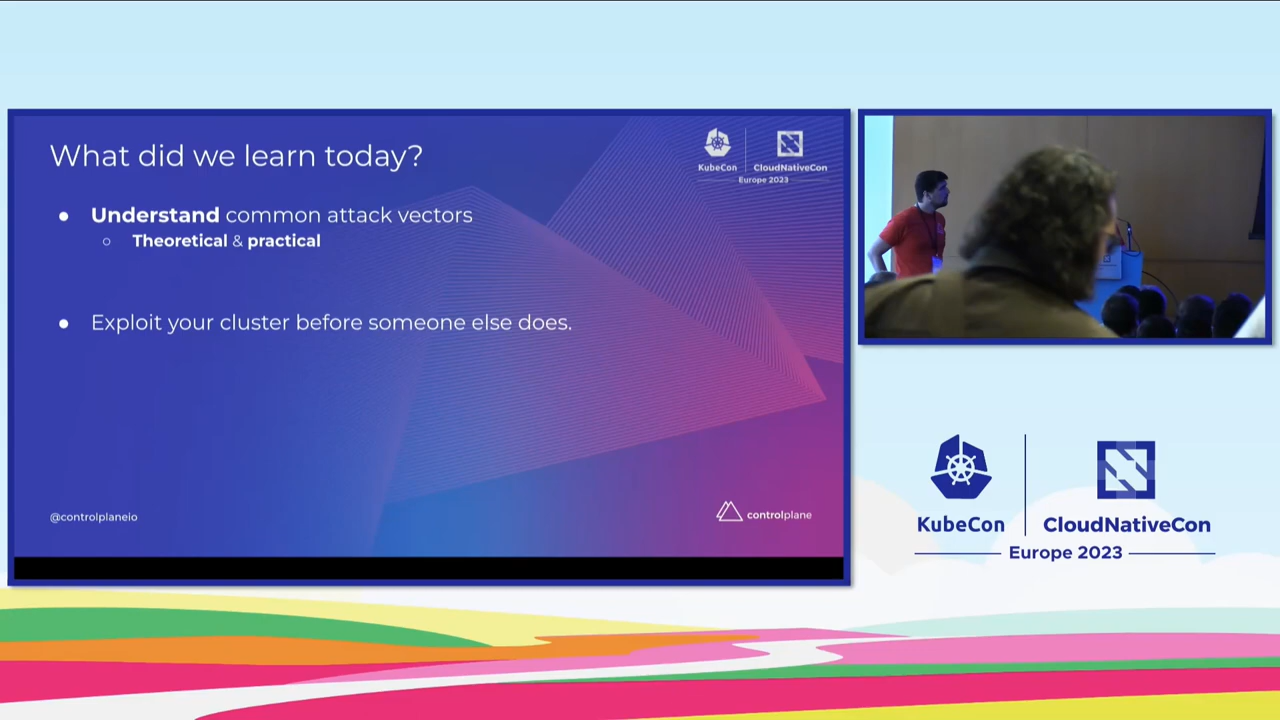 What did we learn today?
KubeCon
CloudNativeCon
Europe 2023
● Understand common attack vectors
○ Theoretical & practical
● Exploit your cluster before someone else does.
@controlplaneio
controlplane
KubeCon
CloudNativeCon
Europe 2023